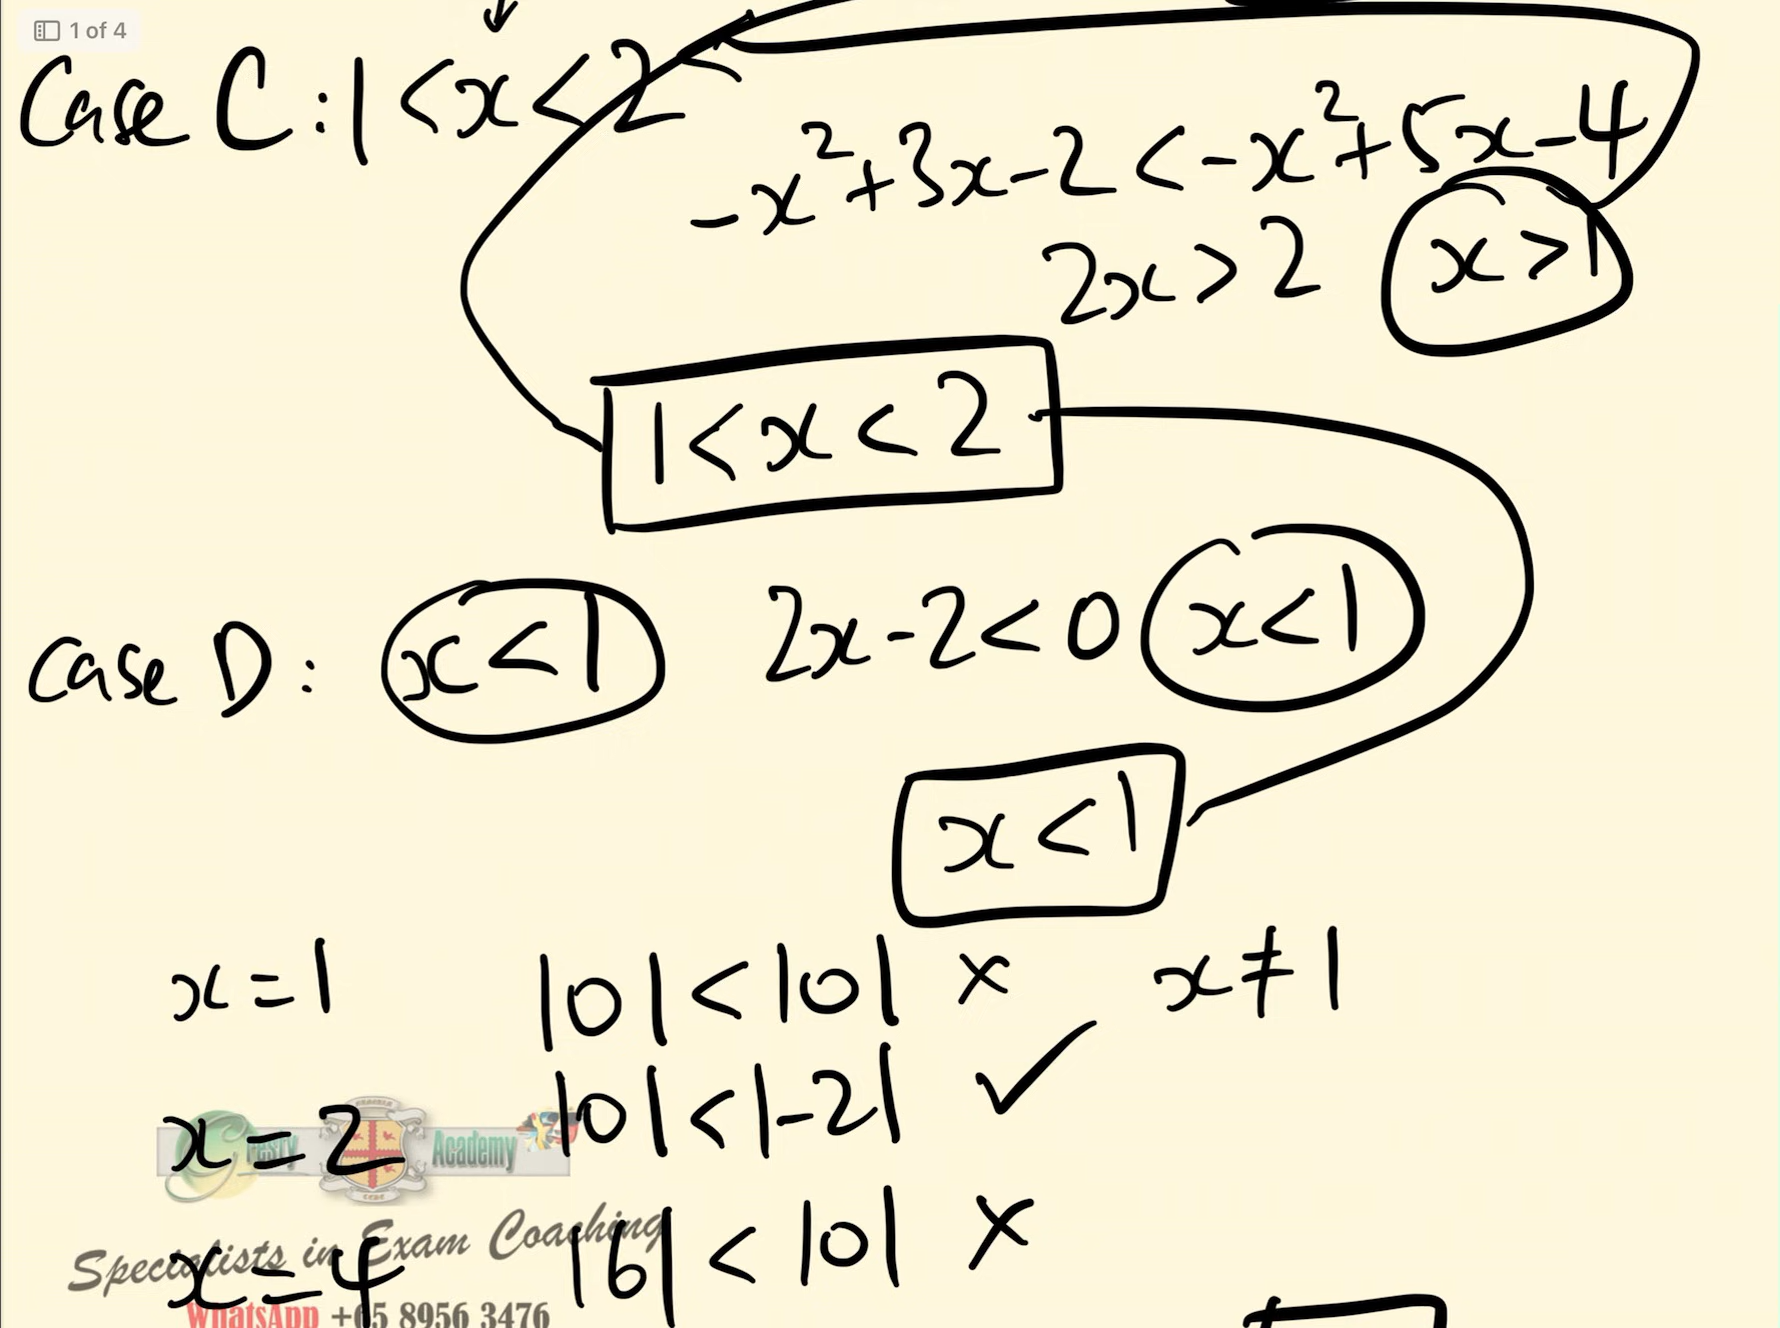 1 of 4
Case C: 1 < x < 2
-x²+3x-2 < -x²+5x-4
2x > 2 x > 1
1 < x < 2
Case D: x < 1 2x-2 < 0 x < 1
x < 1
x = 1 |0| < |0| × x ≠ 1
x = 2 |0| < |-2| ✓
Academy
x = 4 |6| < |0| ×
Specialists in Exam Coaching
WhatsApp +65 8956 3476